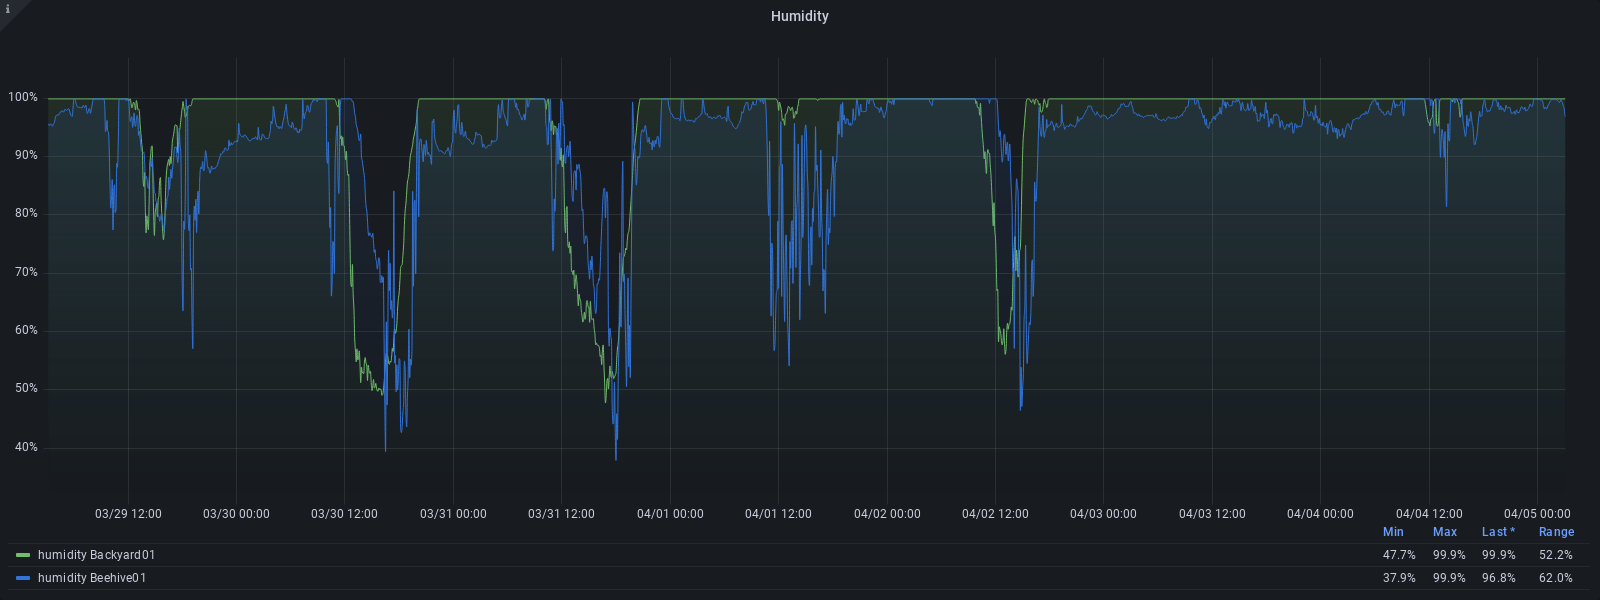 i
Humidity
100%
90%
80%
70%
60%
50%
40%
03/29 12:00 03/30 00:00 03/30 12:00 03/31 00:00 03/31 12:00 04/01 00:00 04/01 12:00 04/02 00:00 04/02 12:00 04/03 00:00 04/03 12:00 04/04 00:00 04/04 12:00 04/05 00:00
Min Max Last * Range
humidity Backyard01 47.7% 99.9% 99.9% 52.2%
humidity Beehive01 37.9% 99.9% 96.8% 62.0%